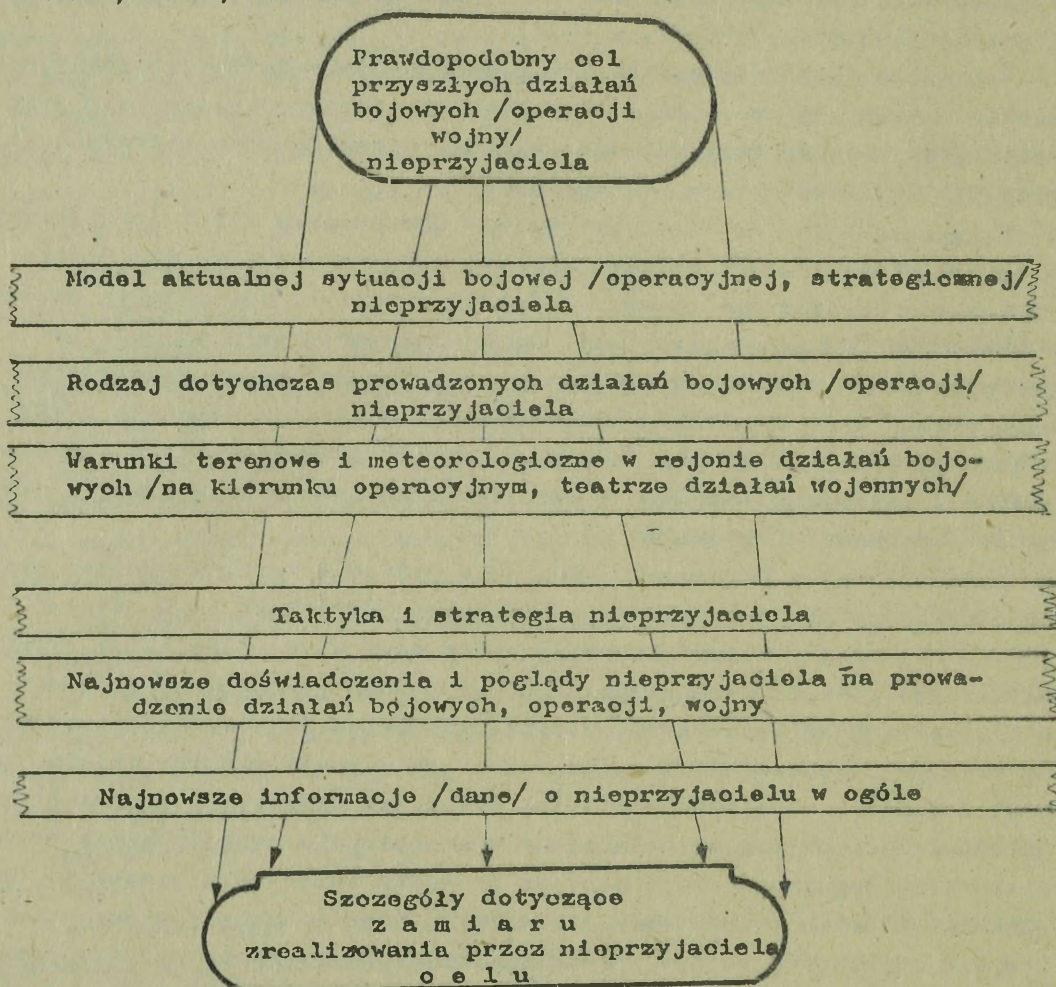 Prawdopodobny cel
przyszłych działań
bojowych /operacji
wojny/
nieprzyjaciela
Model aktualnej sytuacji bojowej /operacyjnej, strategicznej/
nieprzyjaciela
Rodzaj dotychczas prowadzonych działań bojowych /operacji/
nieprzyjaciela
Warunki terenowe i meteorologiczne w rejonie działań bojo-
wych /na kierunku operacyjnym, teatrze działań wojennych/
Taktyka i strategia nieprzyjaciela
Najnowsze doświadczenia i poglądy nieprzyjaciela na prowa-
dzenie działań bojowych, operacji, wojny
Najnowsze informacje /dane/ o nieprzyjacielu w ogóle
Szczegóły dotyczące
z a m i a r u
zrealizowania przez nieprzyjaciela
c e l u